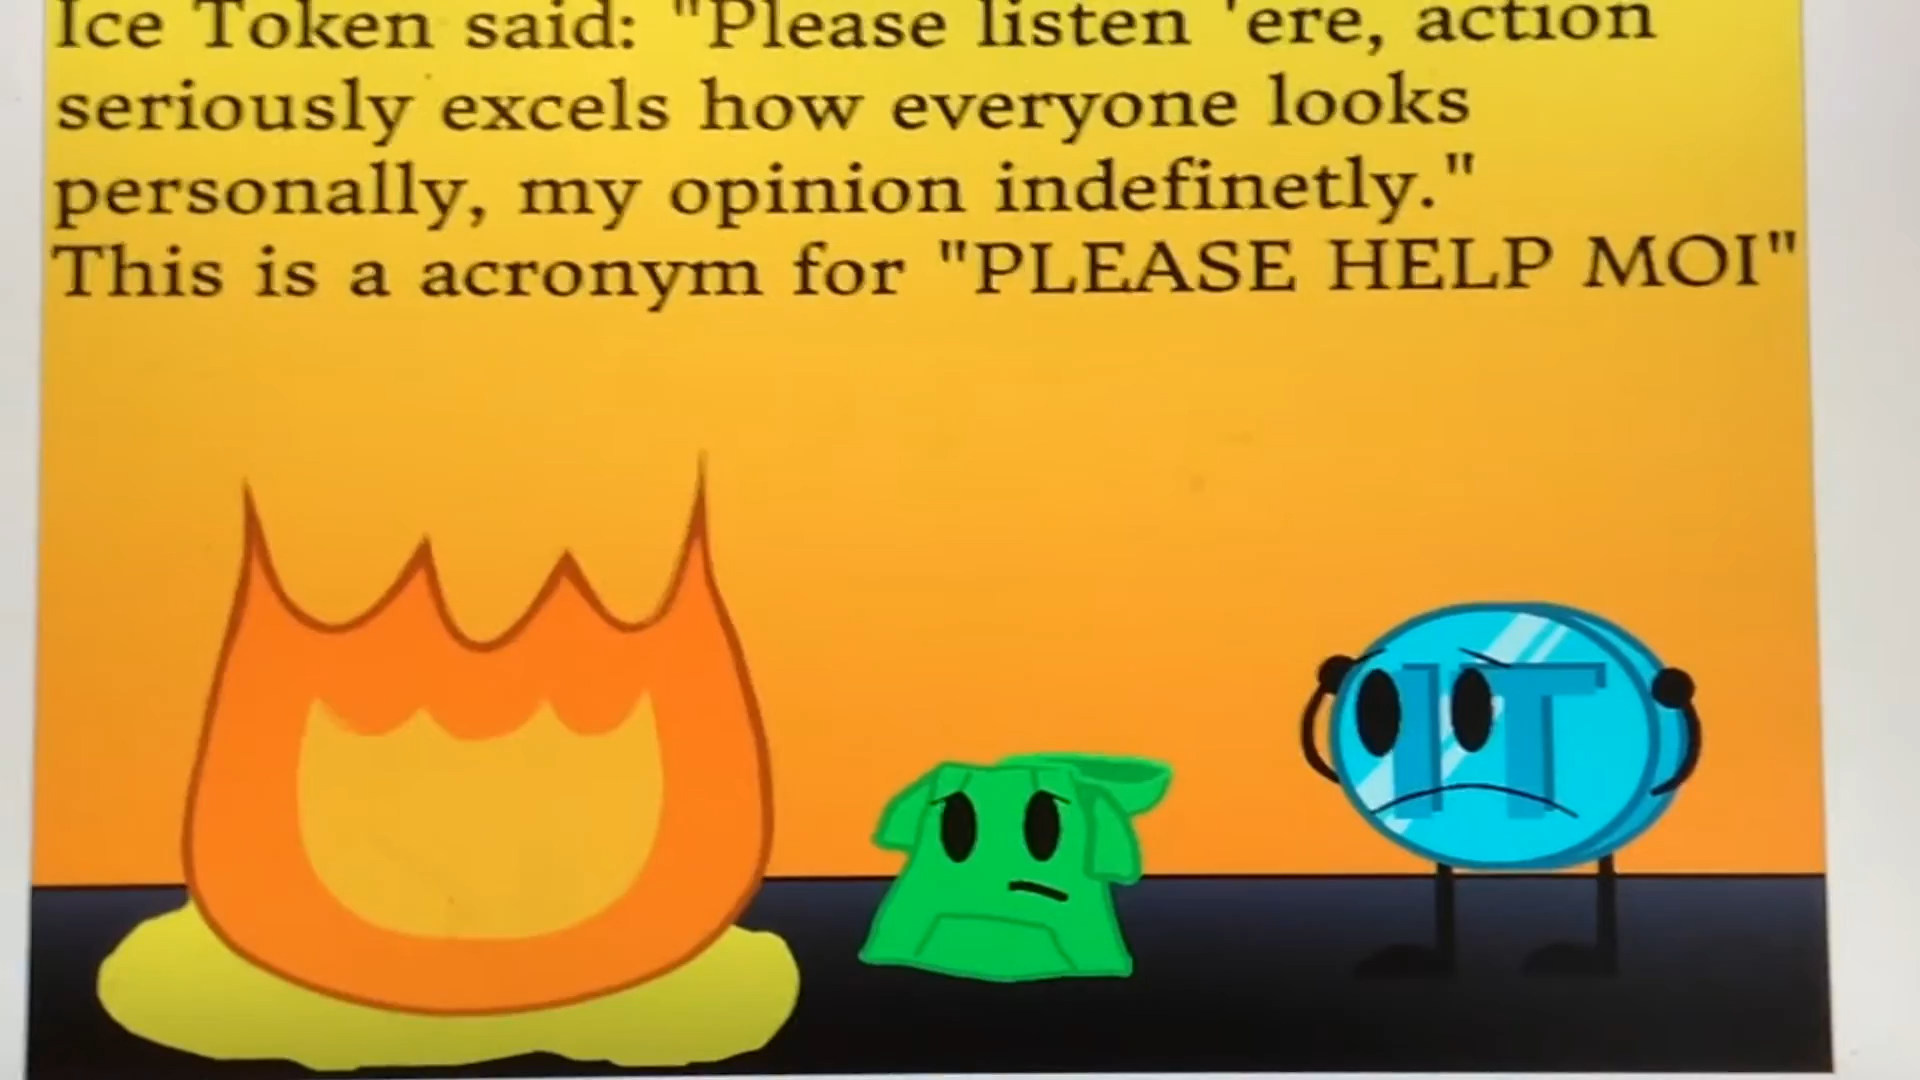 Ice Token said: "Please listen 'ere, action
seriously excels how everyone looks
personally, my opinion indefinetly."
This is a acronym for "PLEASE HELP MOI"
IT